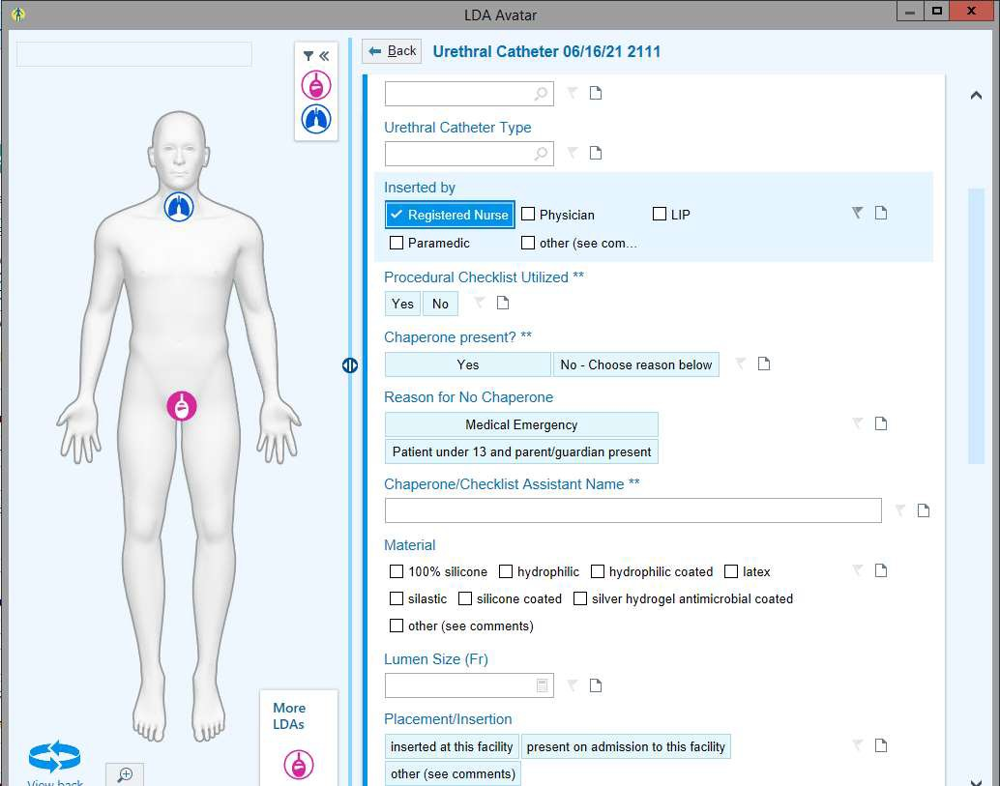 LDA Avatar
Back
Urethral Catheter 06/16/21 2111
Urethral Catheter Type
Inserted by
Registered Nurse Physician LIP
Paramedic other (see com...
Procedural Checklist Utilized **
Yes No
Chaperone present? **
Yes No - Choose reason below
Reason for No Chaperone
Medical Emergency
Patient under 13 and parent/guardian present
Chaperone/Checklist Assistant Name **
Material
100% silicone hydrophilic hydrophilic coated latex
silastic silicone coated silver hydrogel antimicrobial coated
other (see comments)
Lumen Size (Fr)
Placement/Insertion
inserted at this facility present on admission to this facility
other (see comments)
More
LDAs
View back